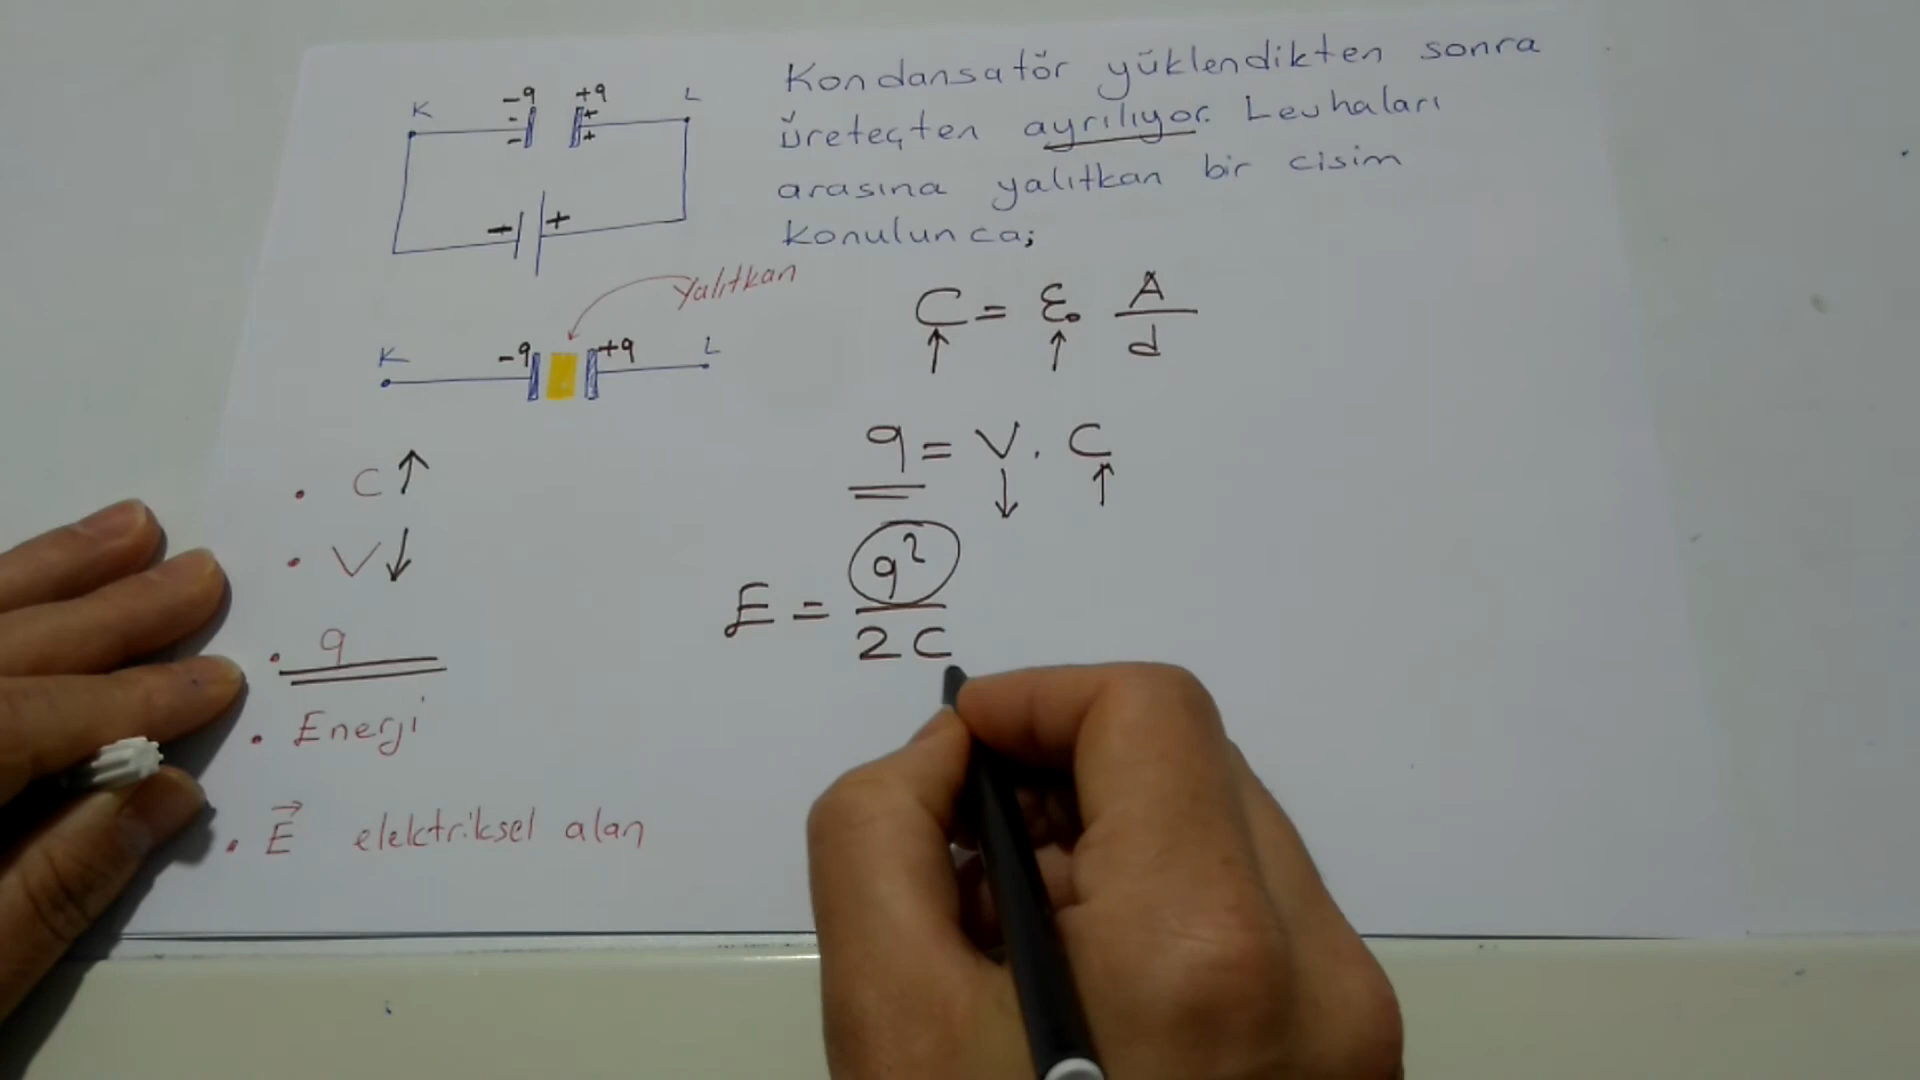 K -q +q L
- +
Kondansatör yüklendikten sonra
üreteçten ayrılıyor. Levhaları
arasına yalıtkan bir cisim
konulunca;
Yalıtkan
K -q +q L
C = ε₀ A/d
↑ ↑
q = V . C
↓ ↑
E = q²/2C
• C ↑
• V ↓
• q
• Enerji
• E⃗ elektriksel alan